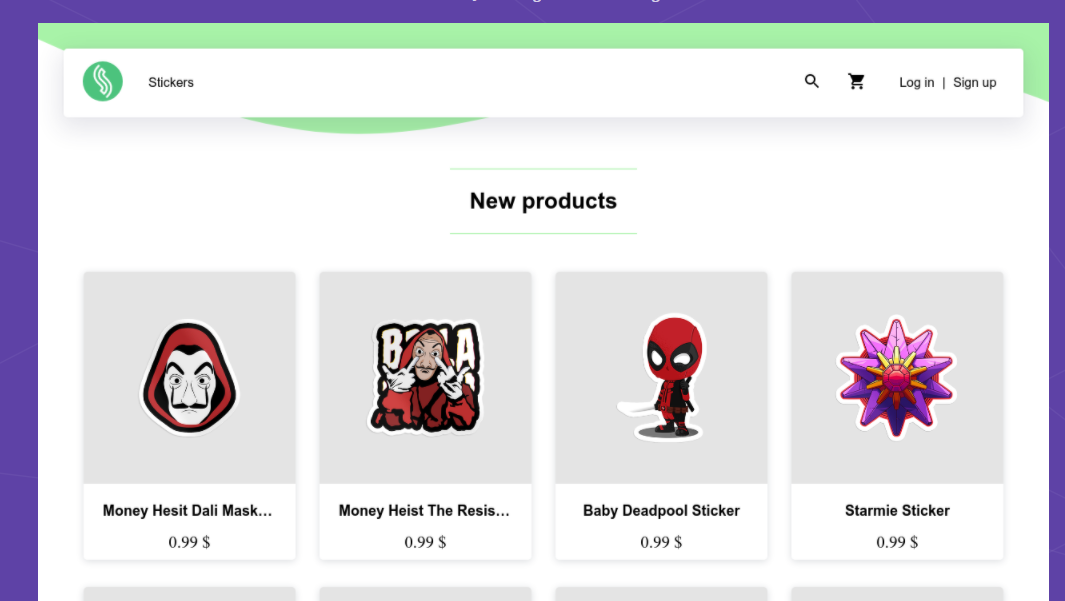 Stickers
Log in | Sign up
New products
Money Hesit Dali Mask...
Money Heist The Resis...
Baby Deadpool Sticker
Starmie Sticker
0.99 $
0.99 $
0.99 $
0.99 $